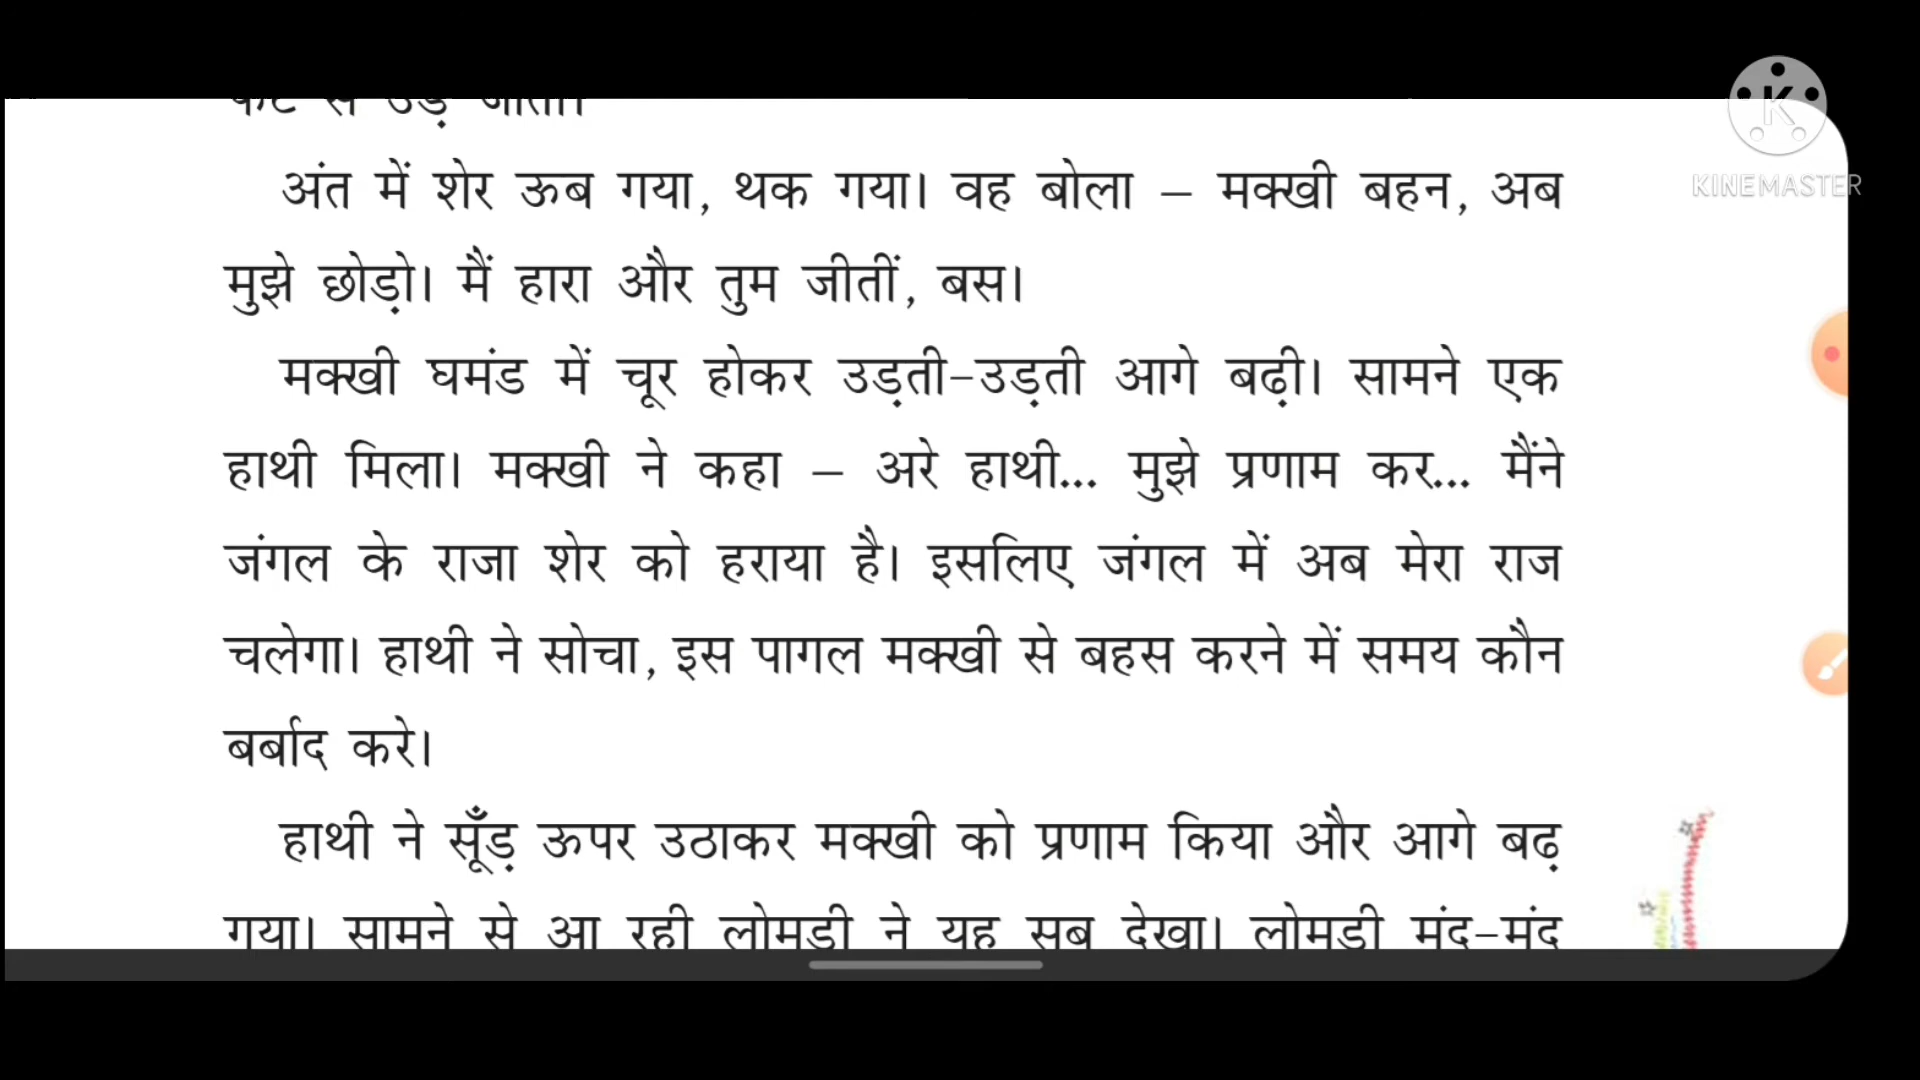 से उड़ जाती।
KINEMASTER
अंत में शेर ऊब गया, थक गया। वह बोला – मक्खी बहन, अब
मुझे छोड़ो। मैं हारा और तुम जीतीं, बस।
मक्खी घमंड में चूर होकर उड़ती-उड़ती आगे बढ़ी। सामने एक
हाथी मिला। मक्खी ने कहा – अरे हाथी... मुझे प्रणाम कर... मैंने
जंगल के राजा शेर को हराया है। इसलिए जंगल में अब मेरा राज
चलेगा। हाथी ने सोचा, इस पागल मक्खी से बहस करने में समय कौन
बर्बाद करे।
हाथी ने सूँड़ ऊपर उठाकर मक्खी को प्रणाम किया और आगे बढ़
गया। सामने से आ रही लोमड़ी ने यह सब देखा। लोमड़ी मंद-मंद